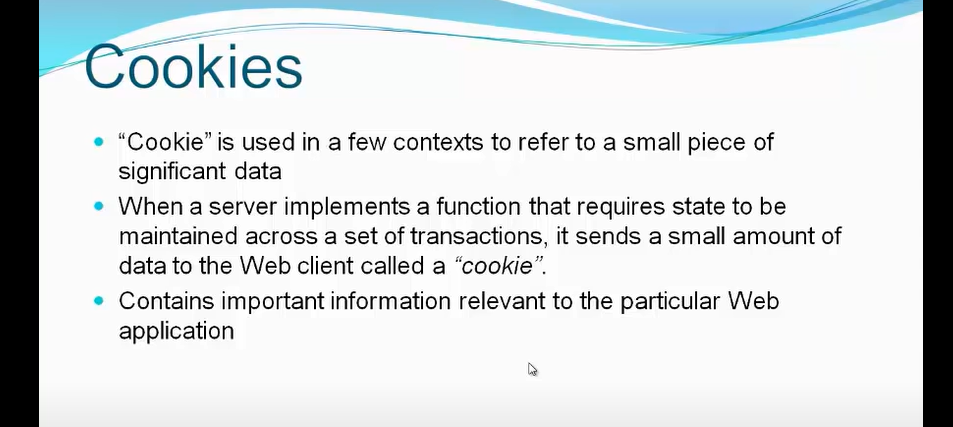 Cookies
“Cookie” is used in a few contexts to refer to a small piece of
significant data
When a server implements a function that requires state to be
maintained across a set of transactions, it sends a small amount of
data to the Web client called a “cookie”.
Contains important information relevant to the particular Web
application